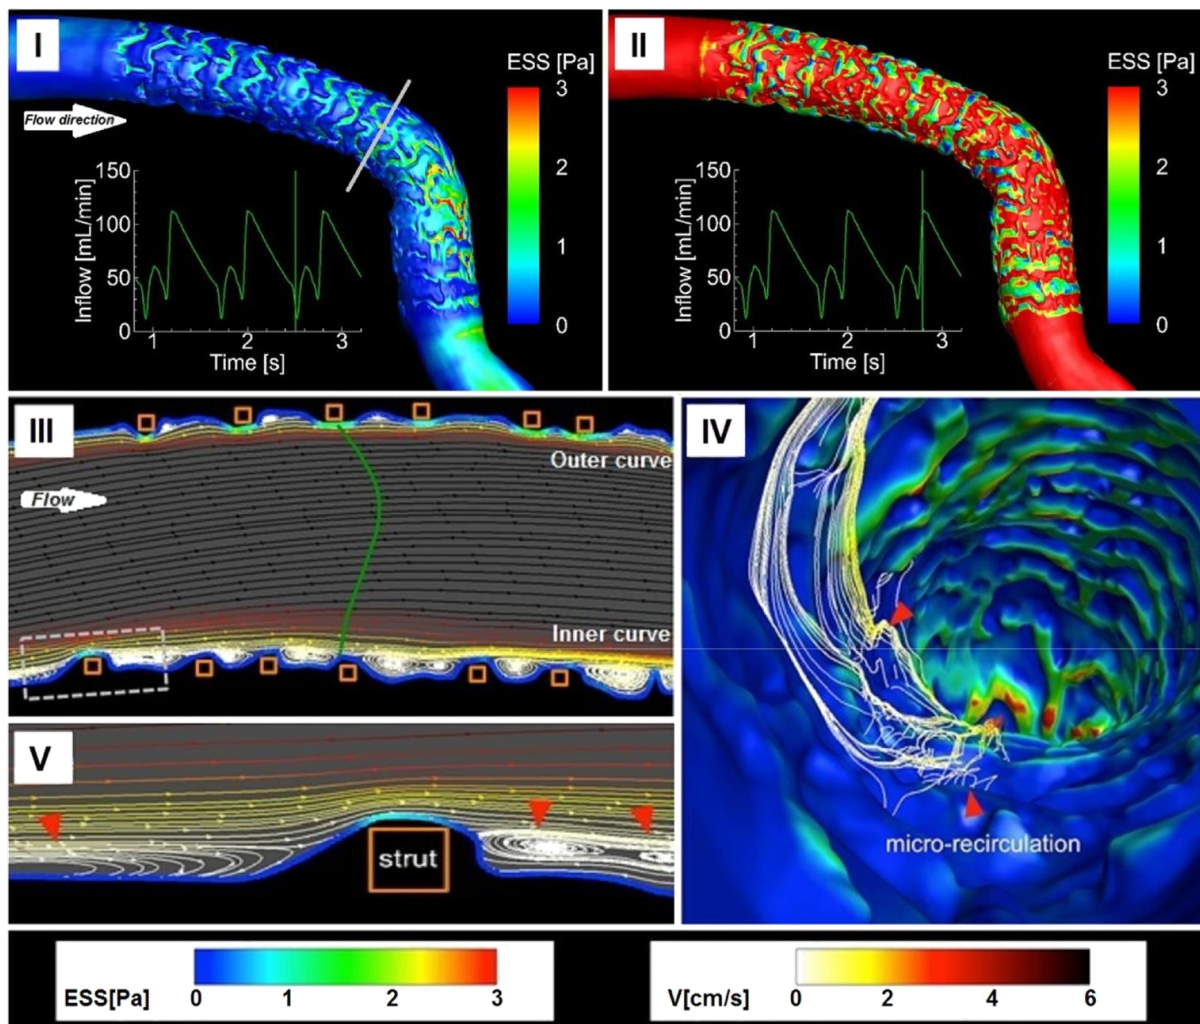 I
Flow direction
ESS [Pa]
3
2
1
0
Inflow [mL/min]
150
100
50
0
1
2
3
Time [s]
II
ESS [Pa]
3
2
1
0
Inflow [mL/min]
150
100
50
0
1
2
3
Time [s]
III
Outer curve
Flow
Inner curve
IV
micro-recirculation
V
strut
ESS[Pa]
0 1 2 3
V[cm/s]
0 2 4 6